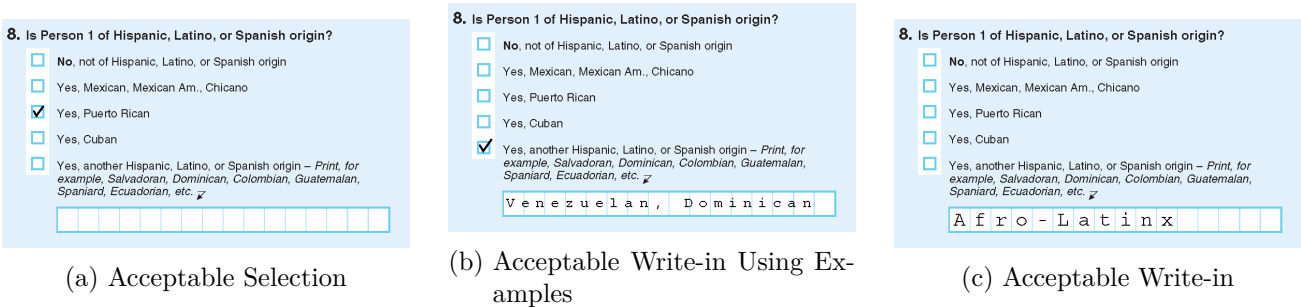 8. Is Person 1 of Hispanic, Latino, or Spanish origin?
No, not of Hispanic, Latino, or Spanish origin
Yes, Mexican, Mexican Am., Chicano
Yes, Puerto Rican
Yes, Cuban
Yes, another Hispanic, Latino, or Spanish origin – Print, for
example, Salvadoran, Dominican, Colombian, Guatemalan,
Spaniard, Ecuadorian, etc.
(a) Acceptable Selection
8. Is Person 1 of Hispanic, Latino, or Spanish origin?
No, not of Hispanic, Latino, or Spanish origin
Yes, Mexican, Mexican Am., Chicano
Yes, Puerto Rican
Yes, Cuban
Yes, another Hispanic, Latino, or Spanish origin – Print, for
example, Salvadoran, Dominican, Colombian, Guatemalan,
Spaniard, Ecuadorian, etc.
Venezuelan, Dominican
(b) Acceptable Write-in Using Ex-
amples
8. Is Person 1 of Hispanic, Latino, or Spanish origin?
No, not of Hispanic, Latino, or Spanish origin
Yes, Mexican, Mexican Am., Chicano
Yes, Puerto Rican
Yes, Cuban
Yes, another Hispanic, Latino, or Spanish origin – Print, for
example, Salvadoran, Dominican, Colombian, Guatemalan,
Spaniard, Ecuadorian, etc.
Afro-Latinx
(c) Acceptable Write-in